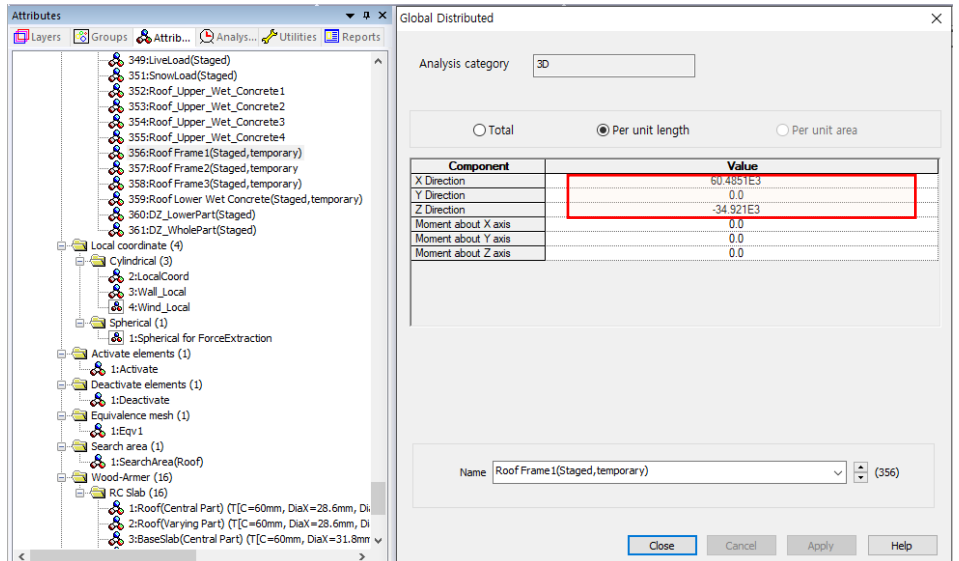 Attributes
Layers Groups Attrib... Analys... Utilities Reports
349:LiveLoad(Staged)
351:SnowLoad(Staged)
352:Roof_Upper_Wet_Concrete1
353:Roof_Upper_Wet_Concrete2
354:Roof_Upper_Wet_Concrete3
355:Roof_Upper_Wet_Concrete4
356:Roof Frame1(Staged,temporary)
357:Roof Frame2(Staged,temporary
358:Roof Frame3(Staged,temporary)
359:Roof Lower Wet Concrete(Staged,temporary)
360:DZ_LowerPart(Staged)
361:DZ_WholePart(Staged)
Local coordinate (4)
Cylindrical (3)
2:LocalCoord
3:Wall_Local
4:Wind_Local
Spherical (1)
1:Spherical for ForceExtraction
Activate elements (1)
1:Activate
Deactivate elements (1)
1:Deactivate
Equivalence mesh (1)
1:Eqv1
Search area (1)
1:SearchArea(Roof)
Wood-Armer (16)
RC Slab (16)
1:Roof(Central Part) (T[C=60mm, DiaX=28.6mm, Di
2:Roof(Varying Part) (T[C=60mm, DiaX=28.6mm, Di
3:BaseSlab(Central Part) (T[C=60mm, DiaX=31.8mm
Global Distributed
Analysis category 3D
Total Per unit length Per unit area
Component Value
X Direction 60.4851E3
Y Direction 0.0
Z Direction -34.921E3
Moment about X axis 0.0
Moment about Y axis 0.0
Moment about Z axis 0.0
Name Roof Frame1(Staged,temporary) (356)
Close Cancel Apply Help